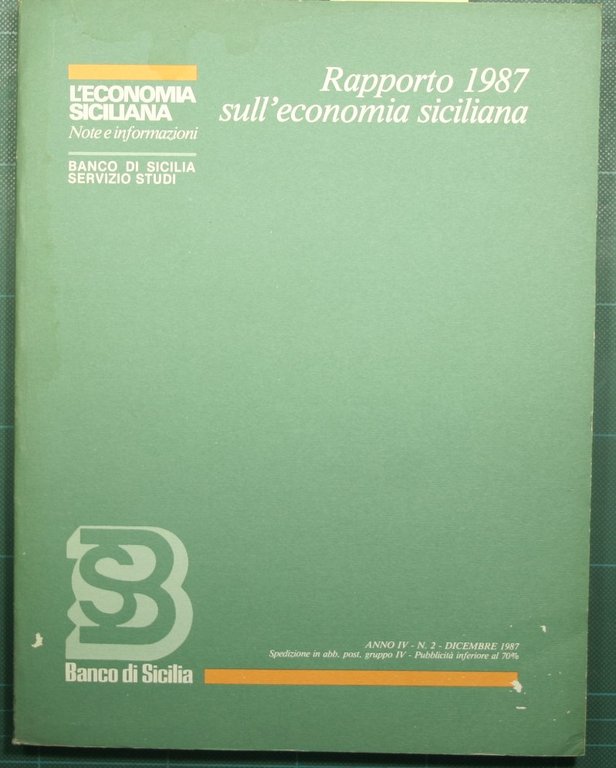 Rapporto 1987
sull'economia siciliana
L'ECONOMIA
SICILIANA
Note e informazioni
BANCO DI SICILIA
SERVIZIO STUDI
BS
Banco di Sicilia
ANNO IV - N. 2 - DICEMBRE 1987
Spedizione in abb. post. gruppo IV - Pubblicità inferiore al 70%